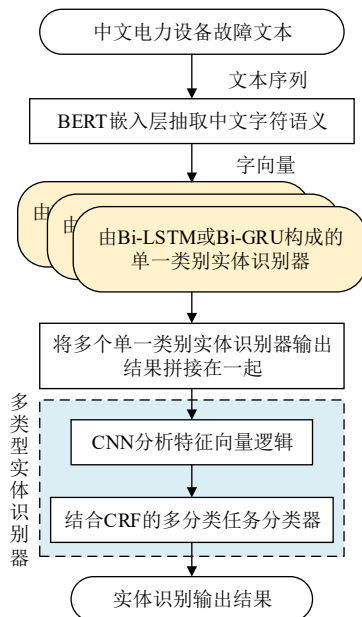 中文电力设备故障文本
文本序列
BERT嵌入层抽取中文字符语义
字向量
由
由
由Bi-LSTM或Bi-GRU构成的
单一类别实体识别器
将多个单一类别实体识别器输出
结果拼接在一起
多类型实体识别器
CNN分析特征向量逻辑
结合CRF的多分类任务分类器
实体识别输出结果